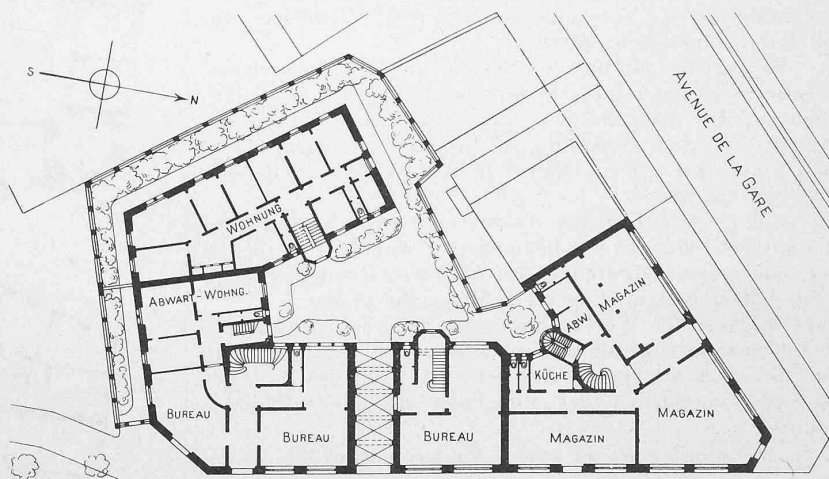 S
N
AVENUE DE LA GARE
WOHNUNG
ABWART-WOHNG.
MAGAZIN
ABW.
KÜCHE
BUREAU
BUREAU
BUREAU
MAGAZIN
MAGAZIN